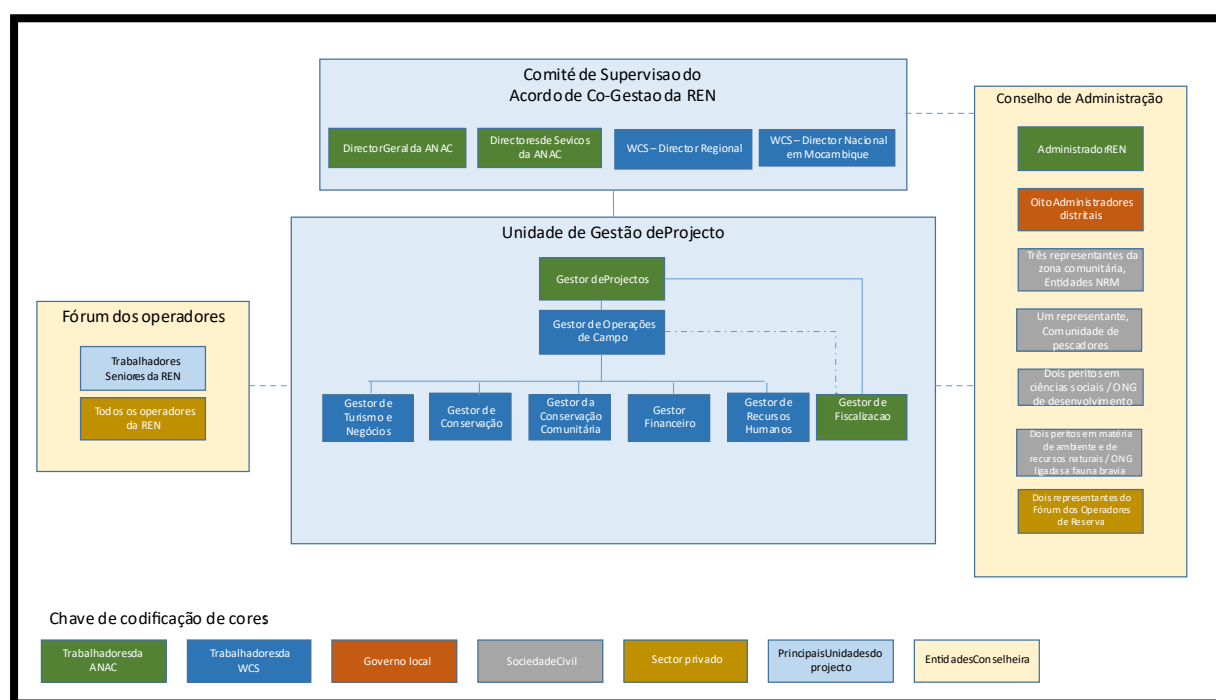 Comité de Supervisao do
Acordo de Co-Gestao da REN
DirectorGeral da ANAC
Directoresde Sevicos
da ANAC
WCS – Director Regional
WCS – Director Nacional
em Mocambique
Conselho de Administração
AdministradorREN
Oito Administradores
distritais
Três representantes da
zona comunitária,
Entidades NRM
Um representante,
Comunidade de
pescadores
Dois peritos em
ciências sociais / ONG
de desenvolvimento
Dois peritos em matéria
de ambiente e de
recursos naturais / ONG
ligadasa fauna bravia
Dois representantes do
Fórum dos Operadores
de Reserva
Unidade de Gestão deProjecto
Gestor deProjectos
Gestor de Operações
de Campo
Gestor de
Turismo e
Negócios
Gestor de
Conservação
Gestor da
Conservação
Comunitária
Gestor
Financeiro
Gestor de
Recursos
Humanos
Gestor de
Fiscalizacao
Fórum dos operadores
Trabalhadores
Seniores da REN
Todos os operadores
da REN
Chave de codificação de cores
Trabalhadoresda
ANAC
Trabalhadoresda
WCS
Governo local
SociedadeCivil
Sector privado
PrincipaisUnidadesdo
projecto
EntidadesConselheira